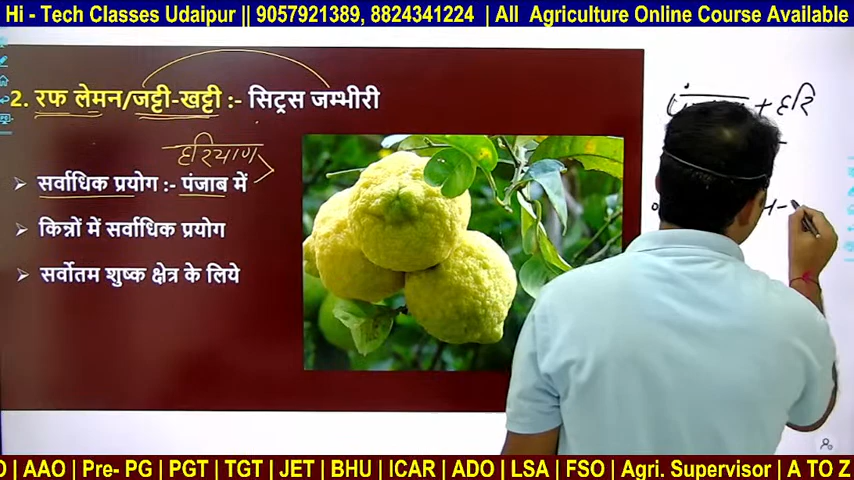 Hi - Tech Classes Udaipur || 9057921389, 8824341224 | All Agriculture Online Course Available
2. रफ लेमन/जट्टी-खट्टी :- सिट्रस जम्भीरी
हरियाणा
➤ सर्वाधिक प्रयोग :- पंजाब में
➤ किन्नों में सर्वाधिक प्रयोग
➤ सर्वोतम शुष्क क्षेत्र के लिये
+ हरि
| AAO | Pre- PG | PGT | TGT | JET | BHU | ICAR | ADO | LSA | FSO | Agri. Supervisor | A TO Z